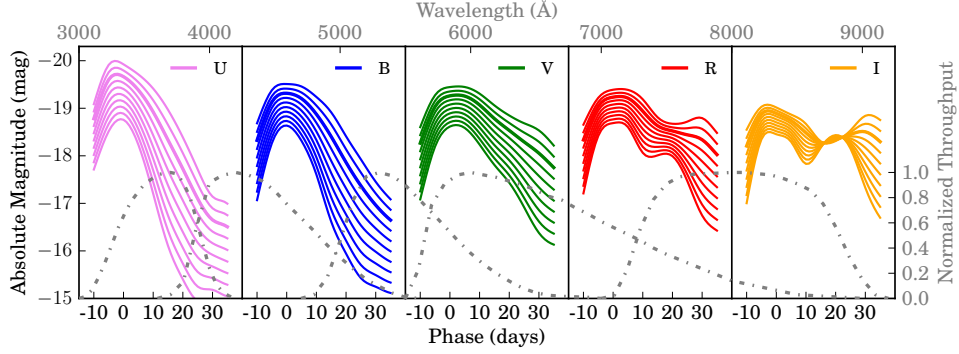 Wavelength (Å)
3000 4000 5000 6000 7000 8000 9000
Absolute Magnitude (mag)
−20
−19
−18
−17
−16
−15
U B V R I
Normalized Throughput
1.0
0.8
0.6
0.4
0.2
0.0
-10 0 10 20 30 -10 0 10 20 30 -10 0 10 20 30 -10 0 10 20 30 -10 0 10 20 30
Phase (days)